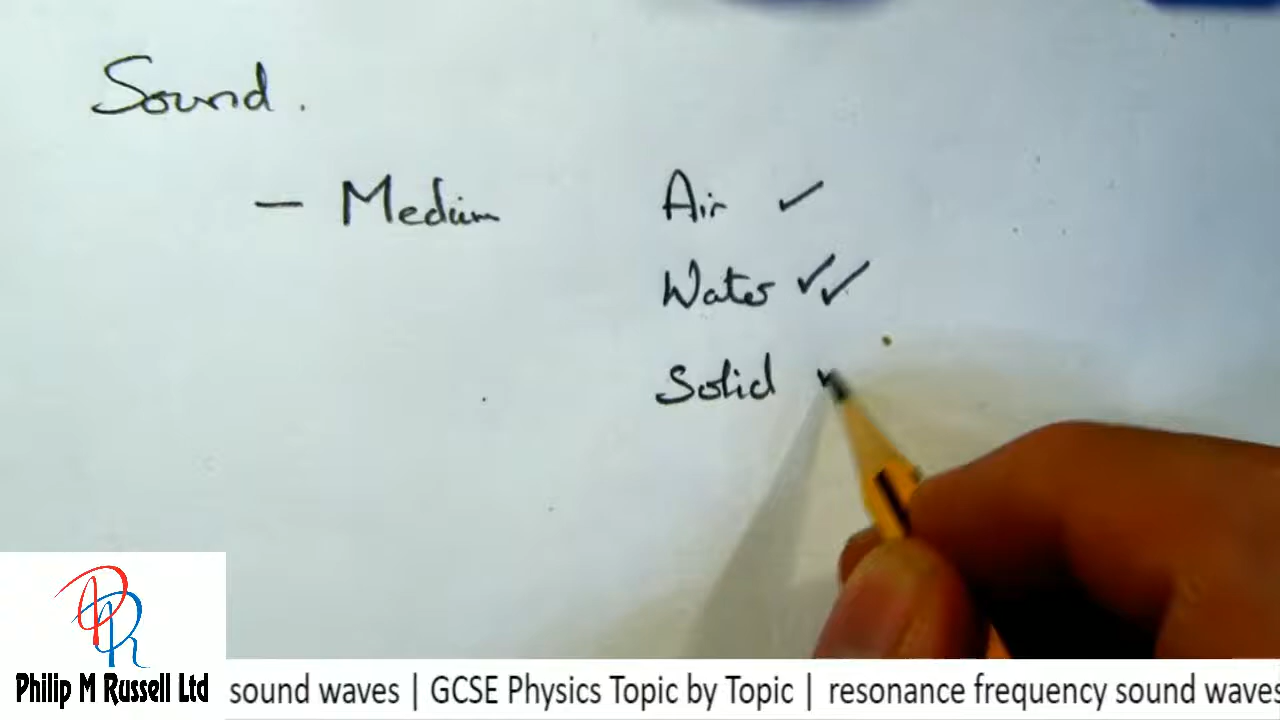 Sound.
– Medium Air ✓
Water ✓✓
Solid ✓
Philip M Russell Ltd
sound waves | GCSE Physics Topic by Topic | resonance frequency sound waves